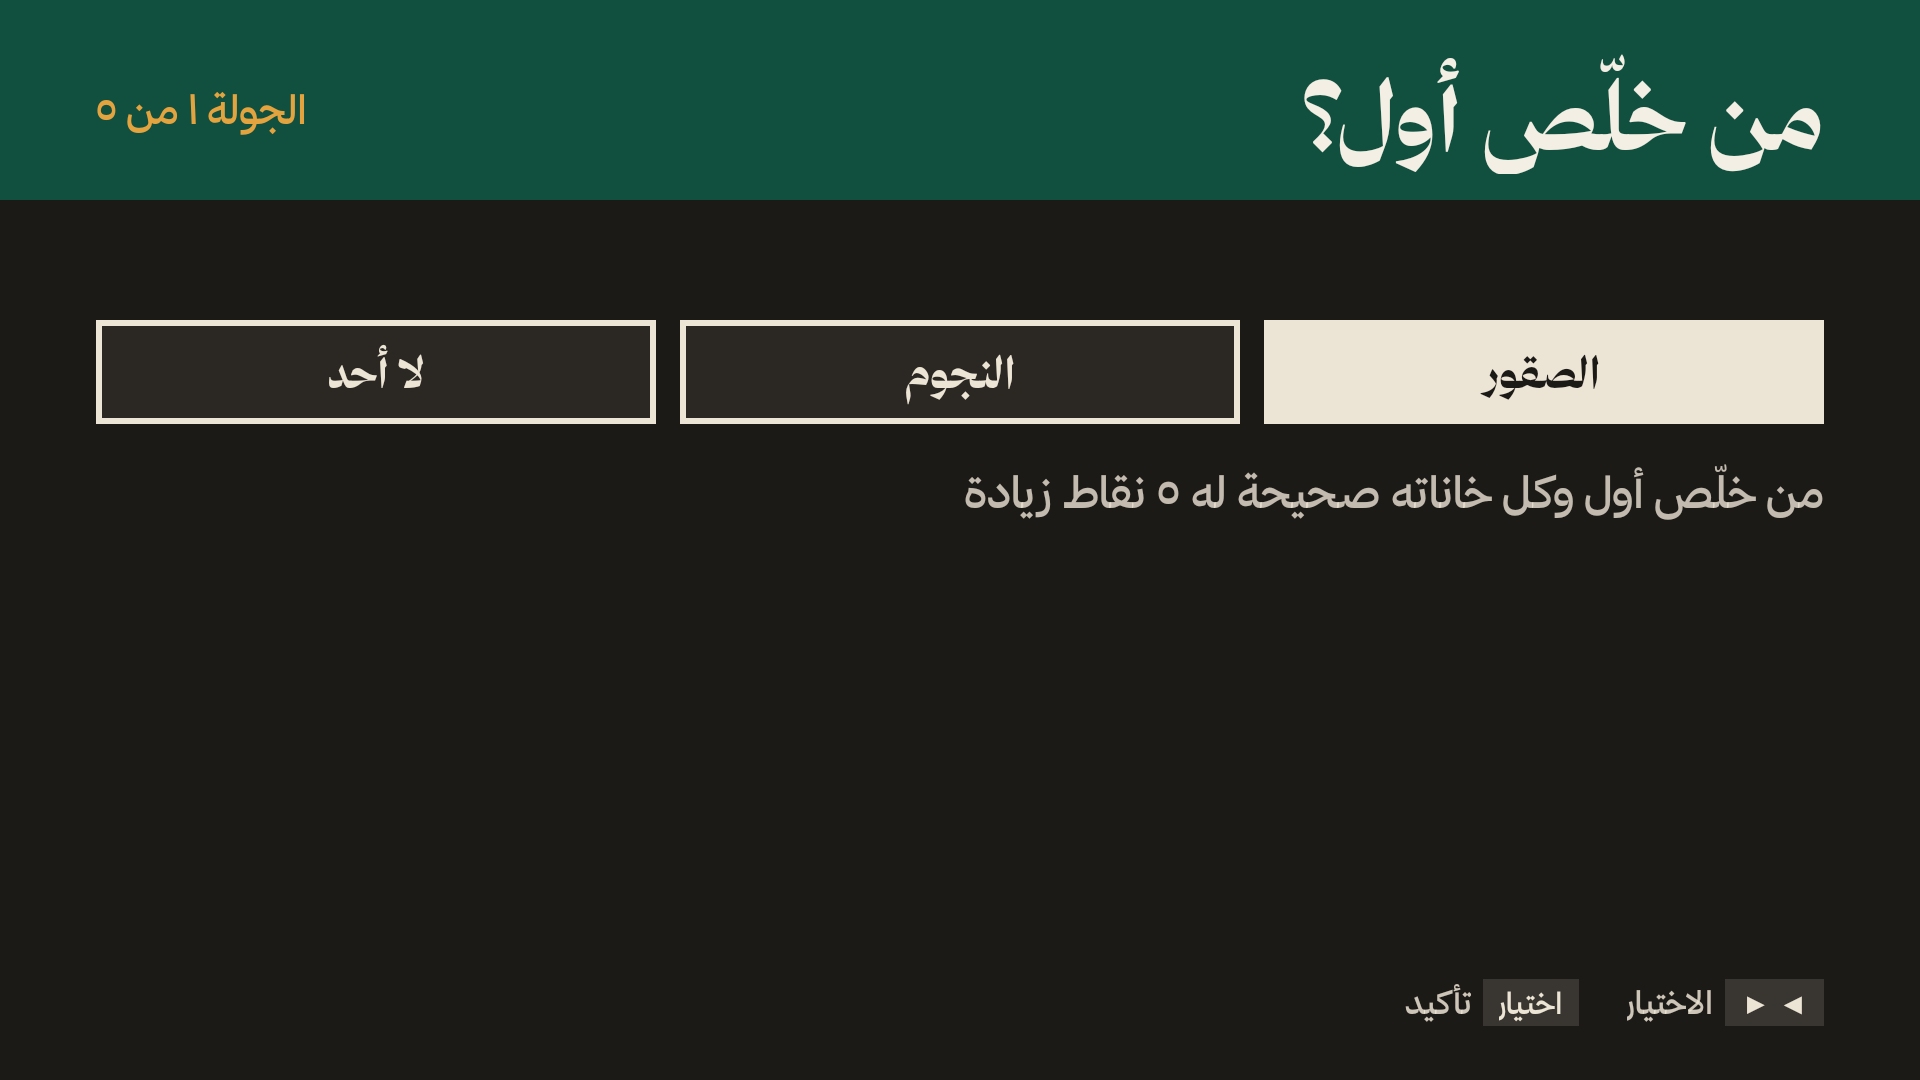 من خلّص أول؟
الجولة ١ من ٥
الصقور
النجوم
لا أحد
من خلّص أول وكل خاناته صحيحة له ٥ نقاط زيادة
◀ ▶ الاختيار
اختيار تأكيد